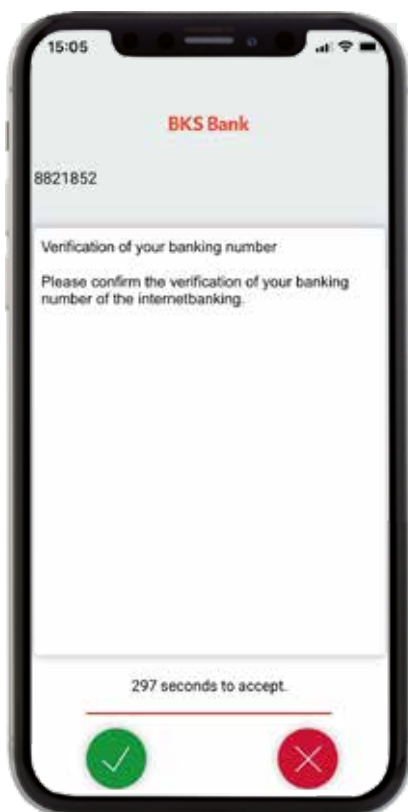 15:05
BKS Bank
8821852
Verification of your banking number
Please confirm the verification of your banking
number of the internetbanking.
297 seconds to accept.